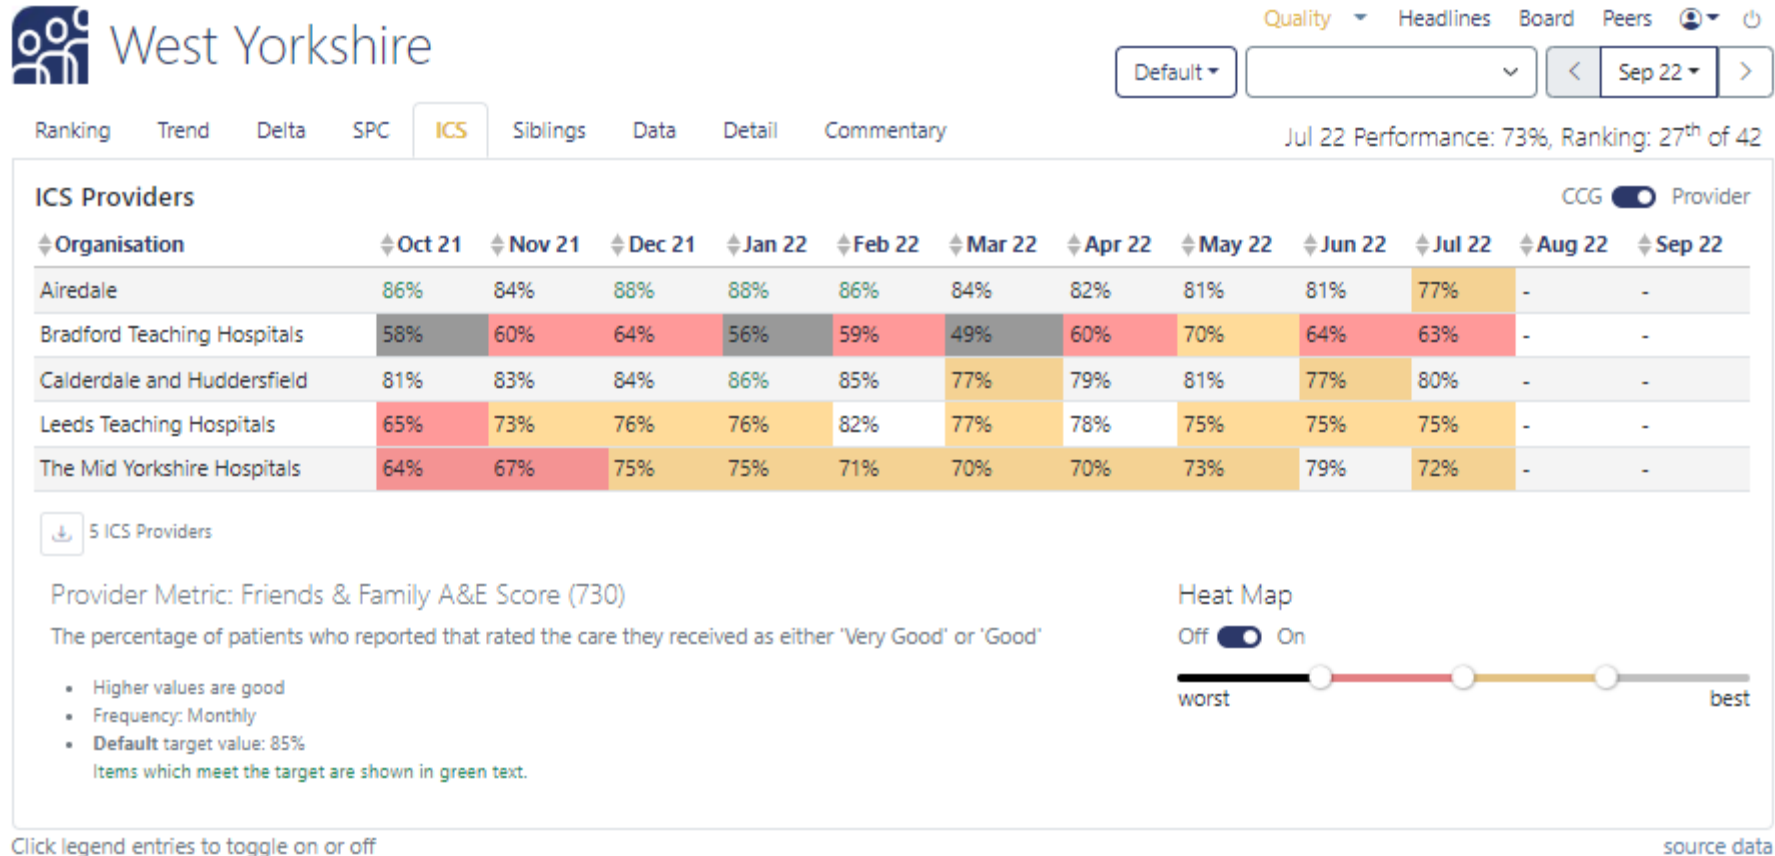 West Yorkshire
Quality Headlines Board Peers
Default Sep 22
Ranking Trend Delta SPC ICS Siblings Data Detail Commentary
Jul 22 Performance: 73%, Ranking: 27th of 42
ICS Providers
CCG Provider
Organisation Oct 21 Nov 21 Dec 21 Jan 22 Feb 22 Mar 22 Apr 22 May 22 Jun 22 Jul 22 Aug 22 Sep 22
Airedale 86% 84% 88% 88% 86% 84% 82% 81% 81% 77% - -
Bradford Teaching Hospitals 58% 60% 64% 56% 59% 49% 60% 70% 64% 63% - -
Calderdale and Huddersfield 81% 83% 84% 86% 85% 77% 79% 81% 77% 80% - -
Leeds Teaching Hospitals 65% 73% 76% 76% 82% 77% 78% 75% 75% 75% - -
The Mid Yorkshire Hospitals 64% 67% 75% 75% 71% 70% 70% 73% 79% 72% - -
5 ICS Providers
Provider Metric: Friends & Family A&E Score (730)
The percentage of patients who reported that rated the care they received as either 'Very Good' or 'Good'
• Higher values are good
• Frequency: Monthly
• Default target value: 85%
Items which meet the target are shown in green text.
Heat Map
Off On
worst best
Click legend entries to toggle on or off
source data